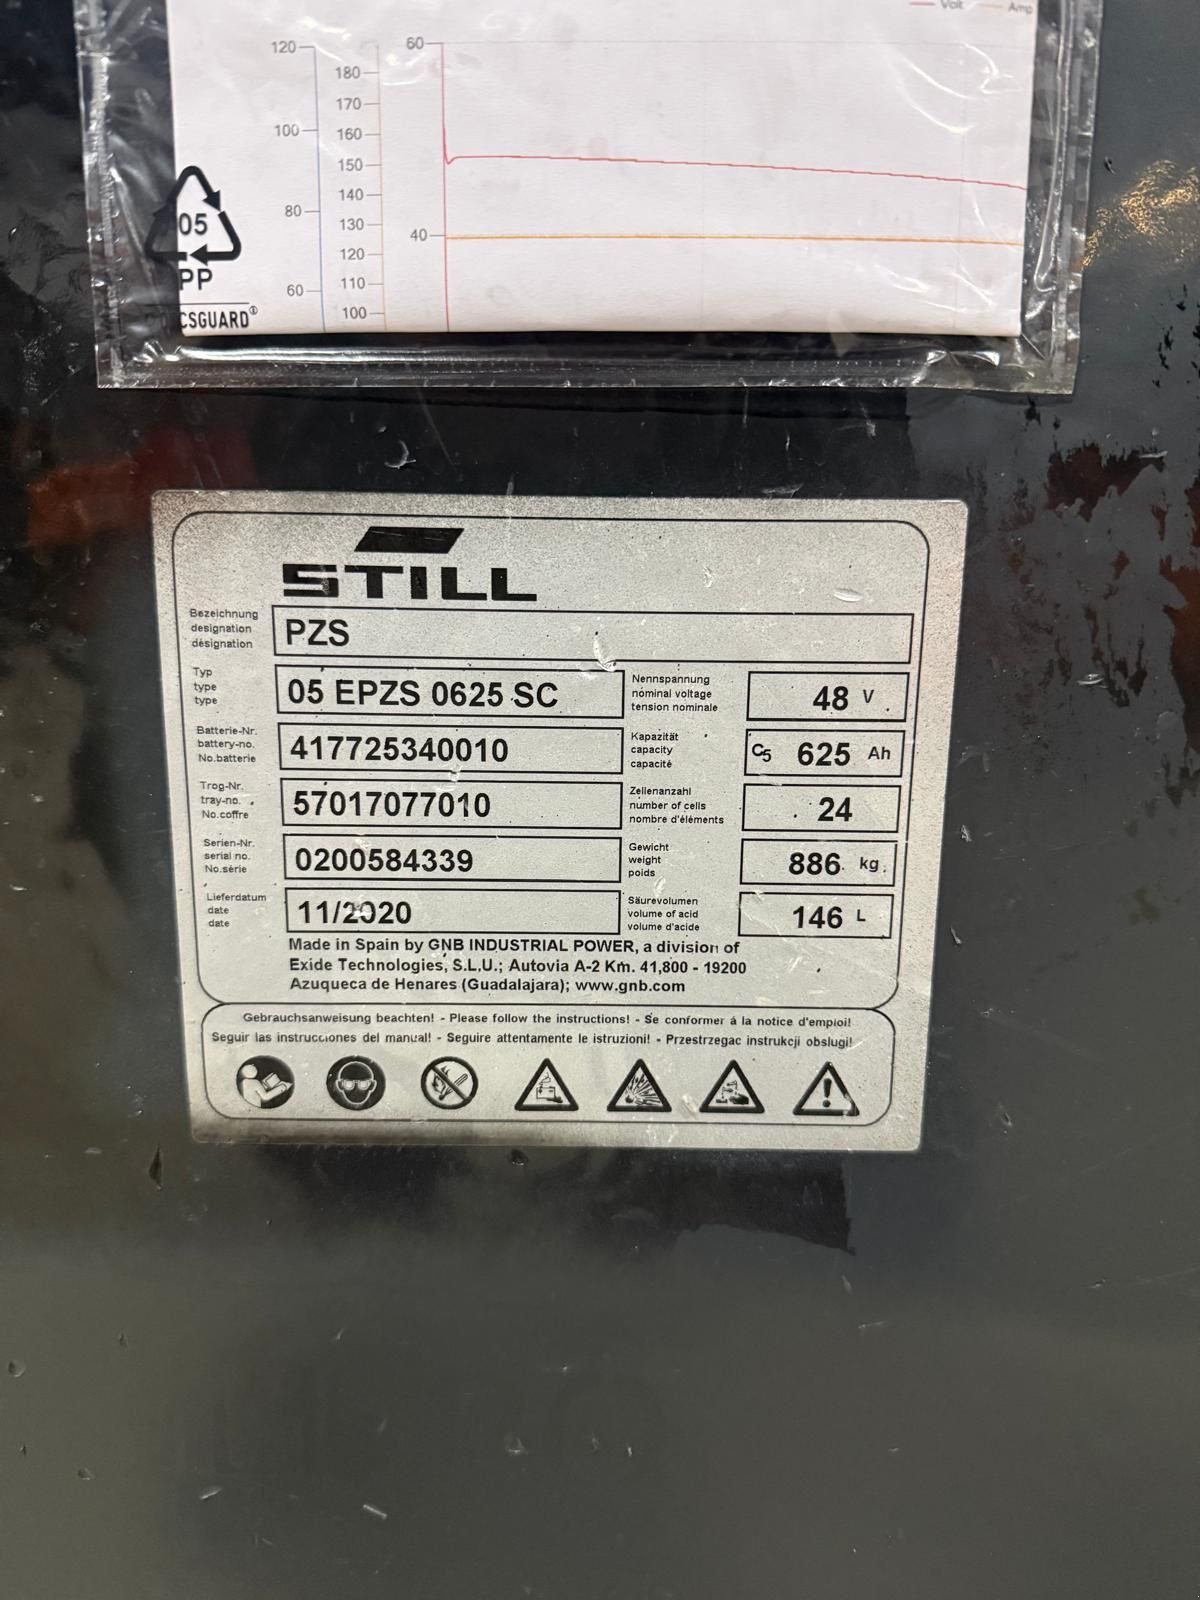 Volt Amp
120 180 60
170
100 160
150
140
80 130 40
120
110
60 100
05
PP
CSGUARD®
STILL
Bezeichnung
designation
désignation
PZS
Typ
type
type
05 EPZS 0625 SC
Nennspannung
nominal voltage
tension nominale
48 V
Batterie-Nr.
battery-no.
No.batterie
417725340010
Kapazität
capacity
capacité
C5 625 Ah
Trog-Nr.
tray-no.
No.coffre
57017077010
Zellenanzahl
number of cells
nombre d'éléments
24
Serien-Nr.
serial no.
No.série
0200584339
Gewicht
weight
poids
886 kg
Lieferdatum
date
date
11/2020
Säurevolumen
volume of acid
volume d'acide
146 L
Made in Spain by GNB INDUSTRIAL POWER, a division of
Exide Technologies, S.L.U.; Autovia A-2 Km. 41,800 - 19200
Azuqueca de Henares (Guadalajara); www.gnb.com
Gebrauchsanweisung beachten! - Please follow the instructions! - Se conformer á la notice d'emploi!
Seguir las instrucciones del manual! - Seguire attentamente le istruzioni! - Przestrzegac instrukcji obslugi!